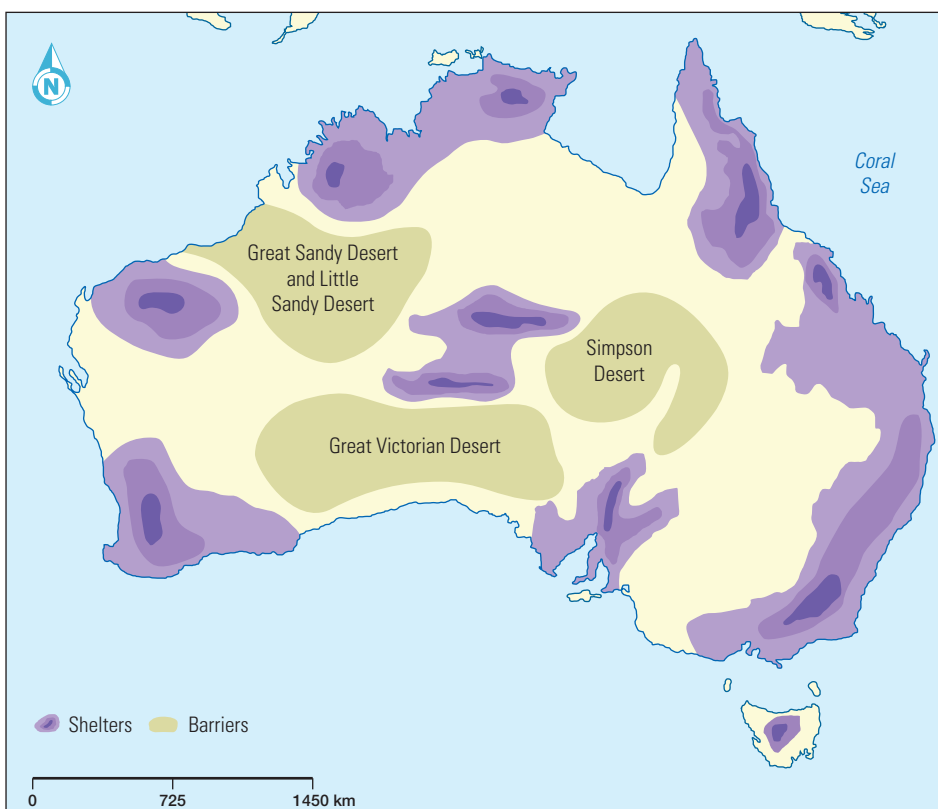 N
Coral
Sea
Great Sandy Desert
and Little
Sandy Desert
Simpson
Desert
Great Victorian Desert
Shelters
Barriers
0
725
1450 km